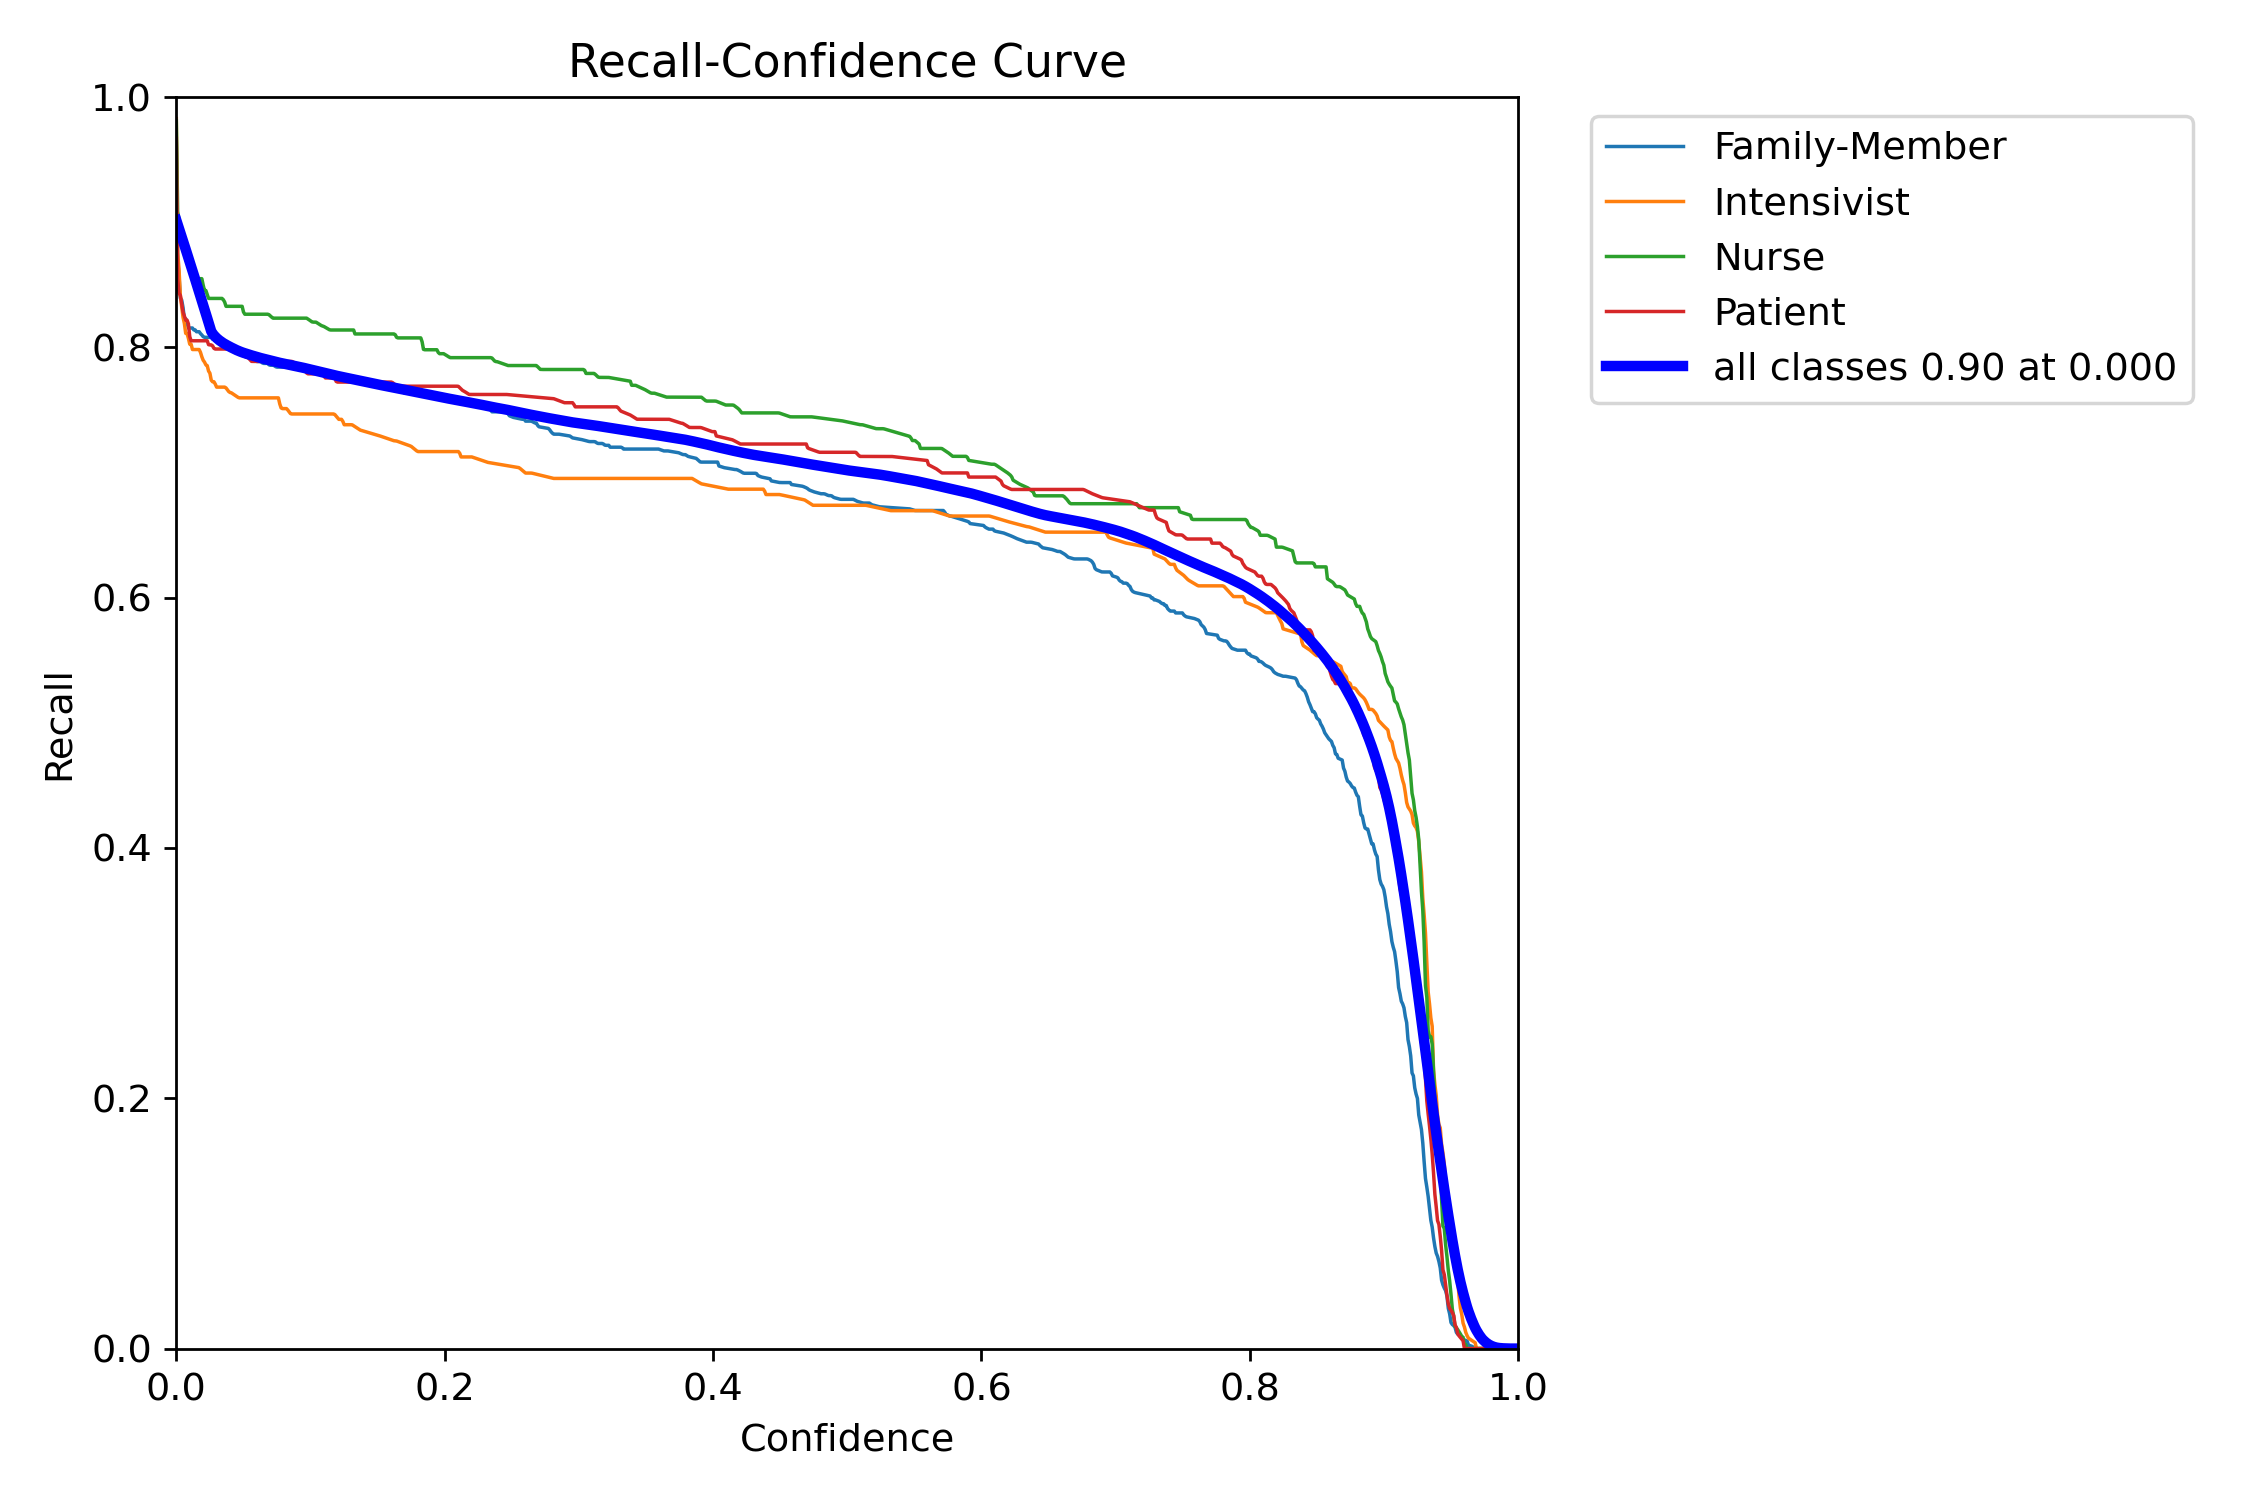 Recall-Confidence Curve
1.0
0.8
0.6
0.4
0.2
0.0
Recall
0.0 0.2 0.4 0.6 0.8 1.0
Confidence
Family-Member
Intensivist
Nurse
Patient
all classes 0.90 at 0.000